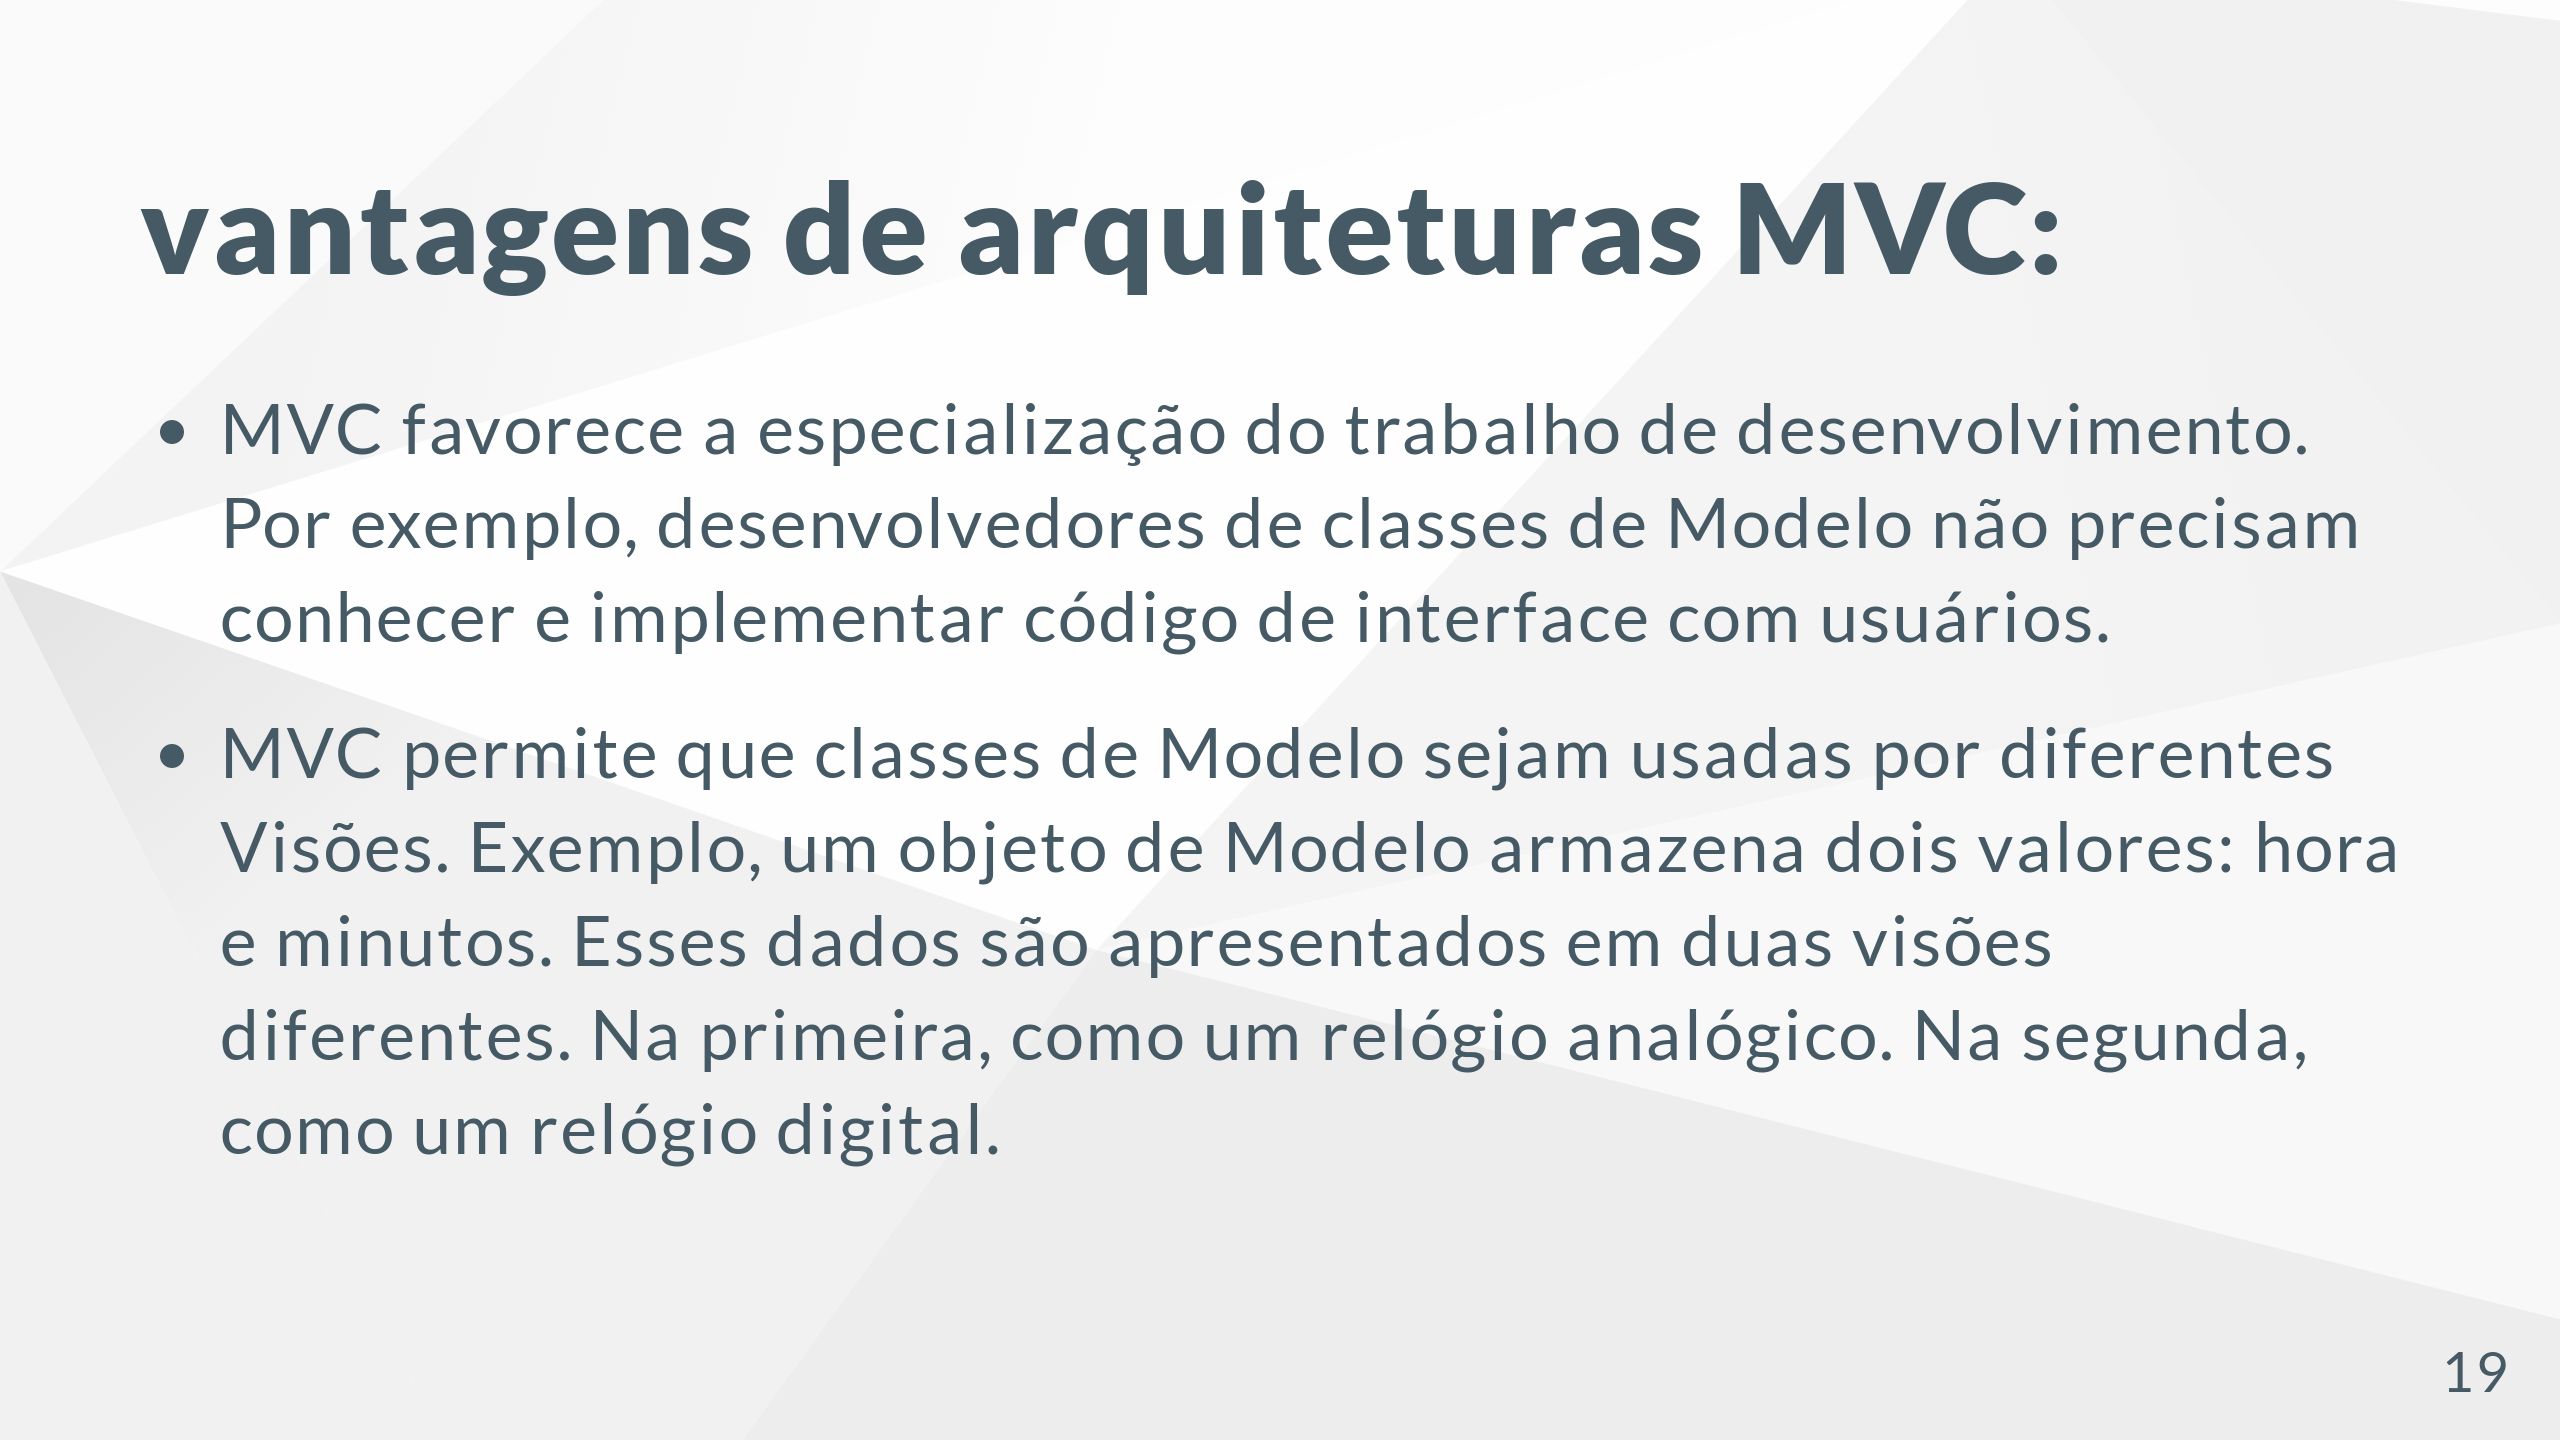 vantagens de arquiteturas MVC:
• MVC favorece a especialização do trabalho de desenvolvimento.
Por exemplo, desenvolvedores de classes de Modelo não precisam
conhecer e implementar código de interface com usuários.
• MVC permite que classes de Modelo sejam usadas por diferentes
Visões. Exemplo, um objeto de Modelo armazena dois valores: hora
e minutos. Esses dados são apresentados em duas visões
diferentes. Na primeira, como um relógio analógico. Na segunda,
como um relógio digital.
19